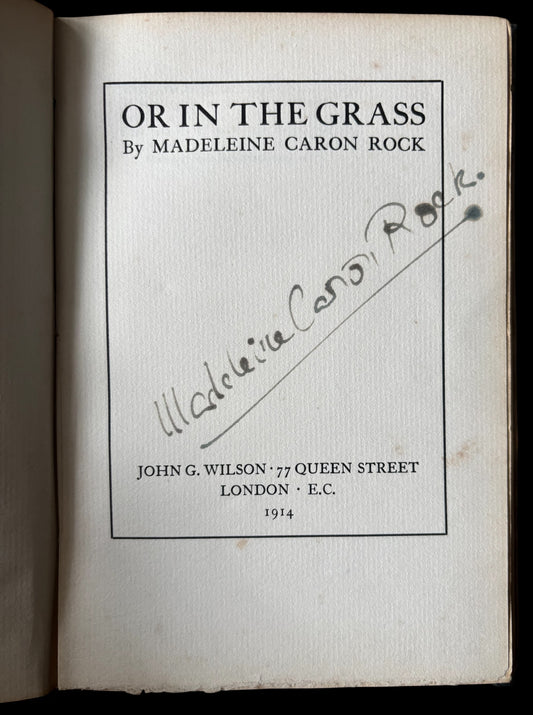 OR IN THE GRASS
By MADELEINE CARON ROCK
Madeleine Caron Rock.
JOHN G. WILSON · 77 QUEEN STREET
LONDON · E.C.
1914